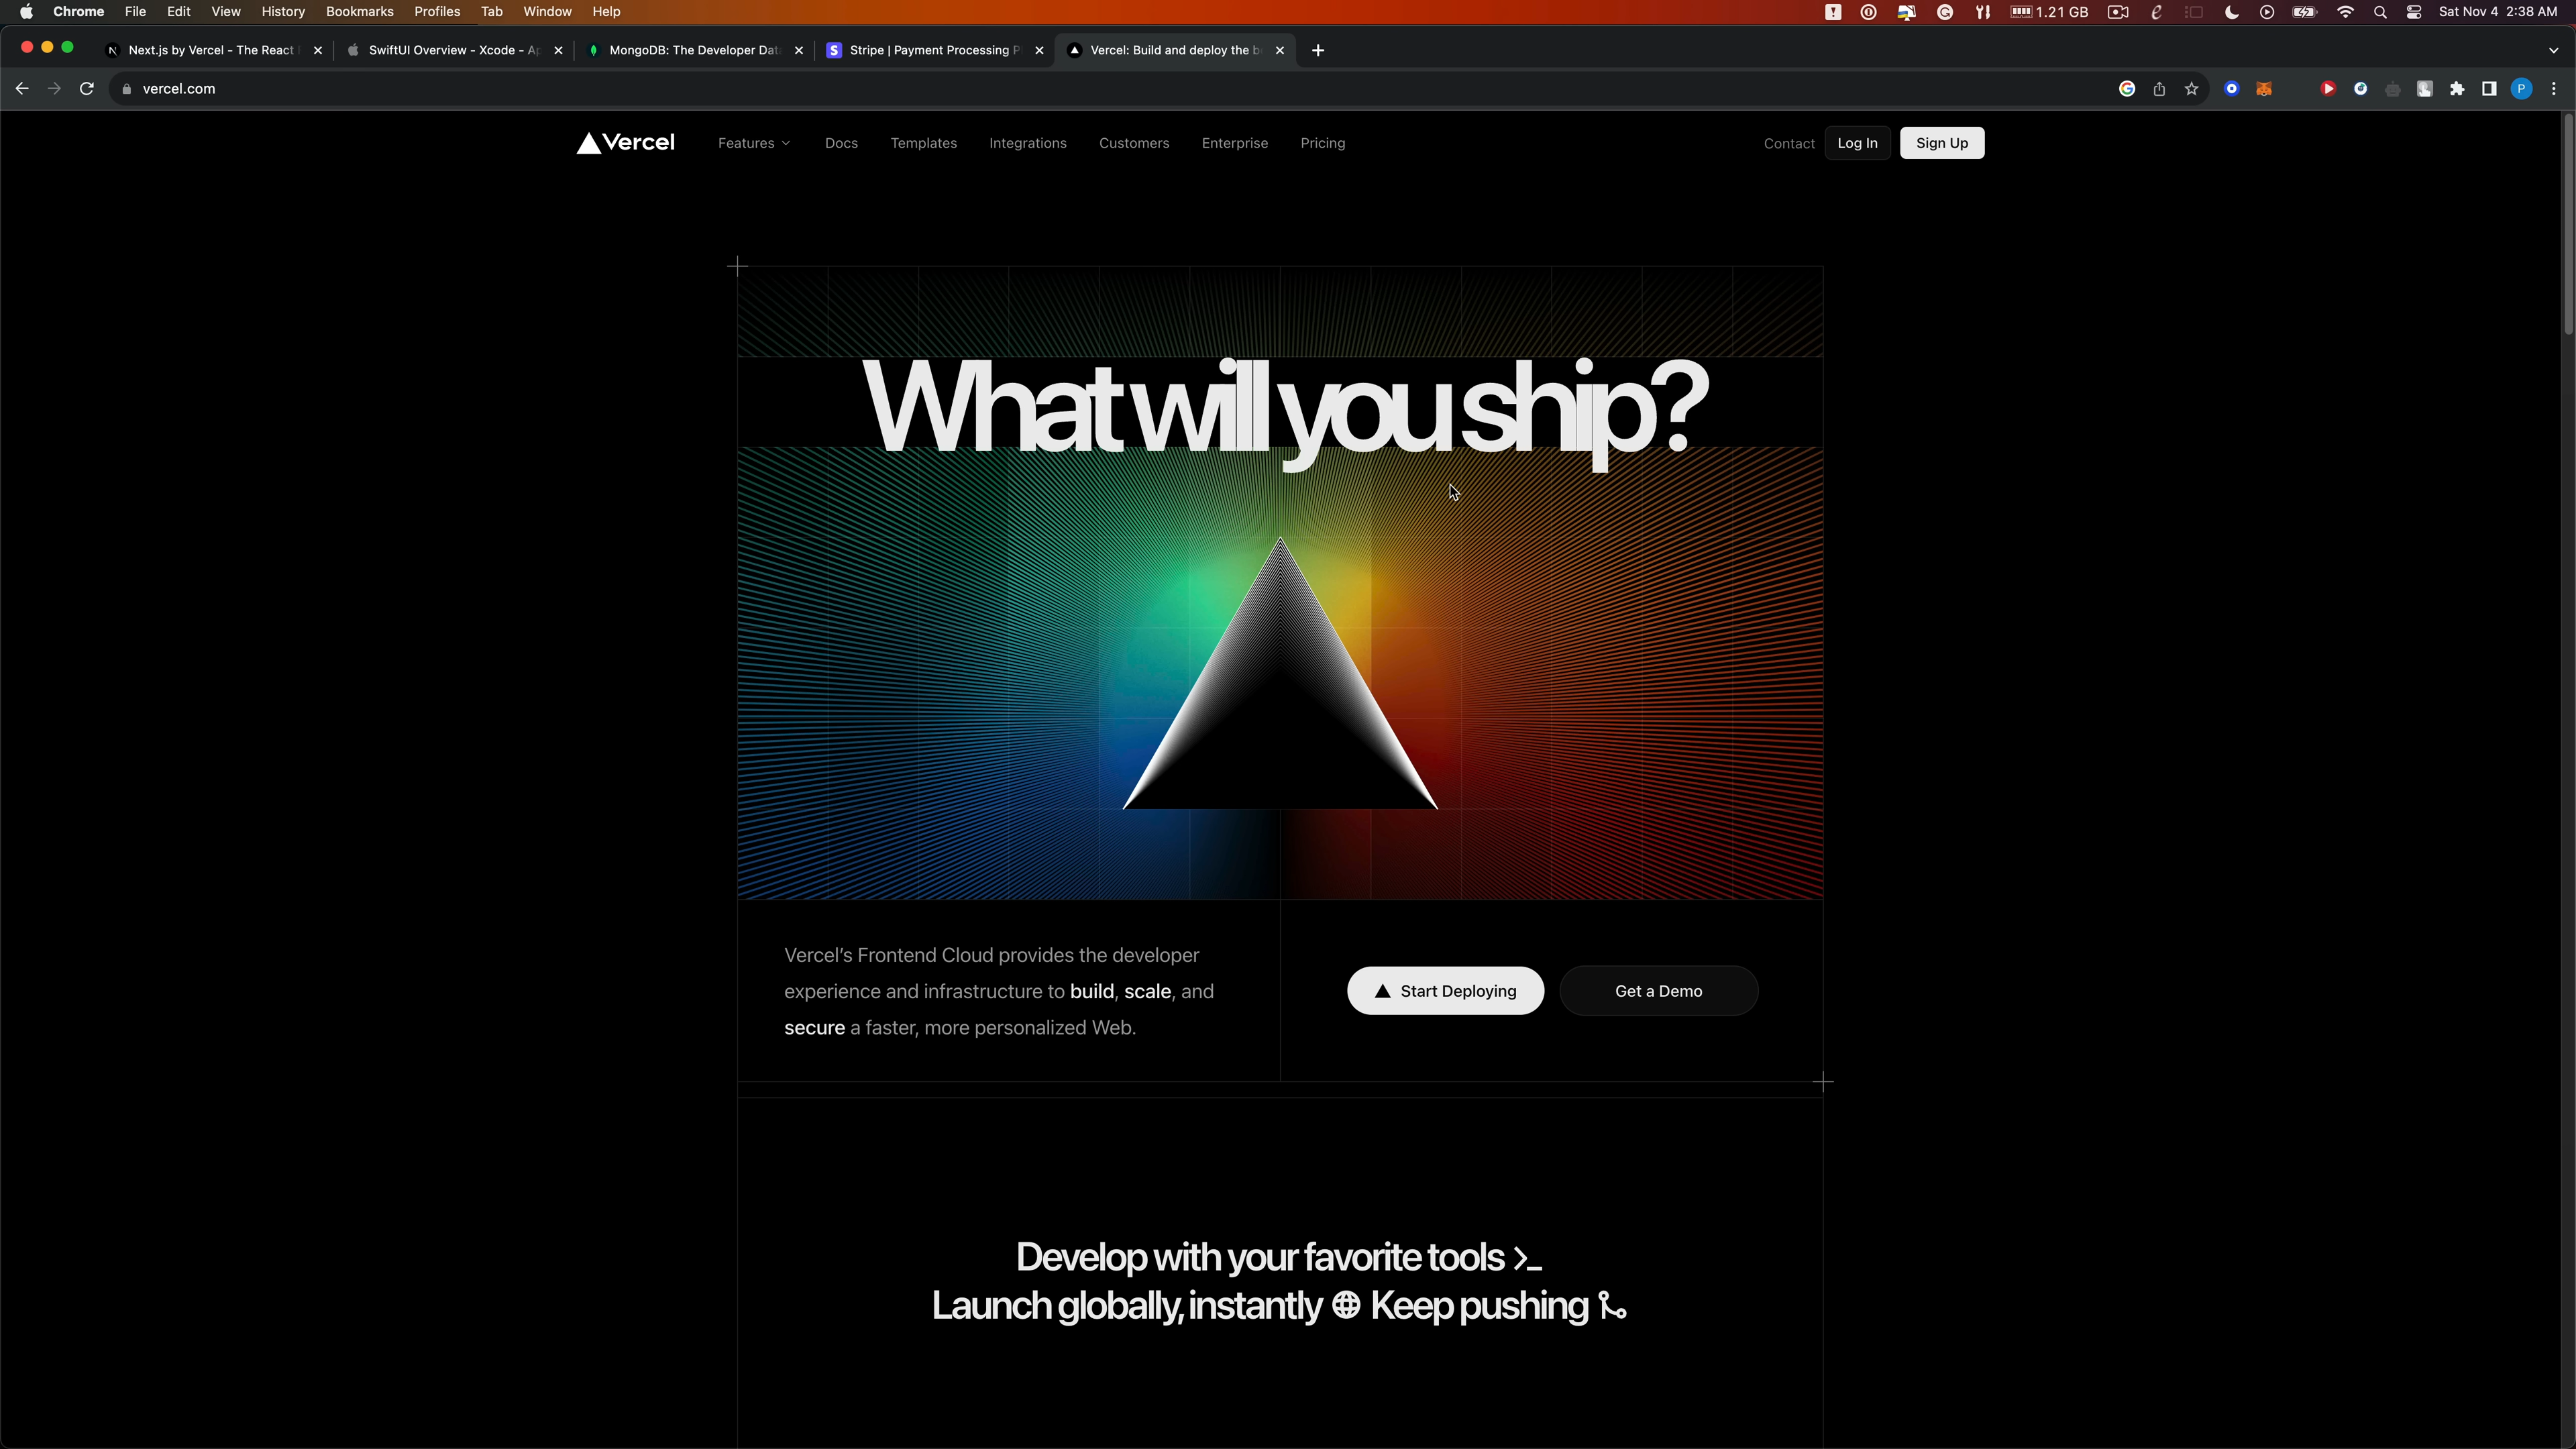 Chrome File Edit View History Bookmarks Profiles Tab Window Help 1.21 GB Sat Nov 4 2:38 AM
Next.js by Vercel - The React SwiftUI Overview - Xcode - Ap MongoDB: The Developer Dat Stripe | Payment Processing P Vercel: Build and deploy the b
vercel.com P
Vercel Features Docs Templates Integrations Customers Enterprise Pricing Contact Log In Sign Up
What will you ship?
Vercel’s Frontend Cloud provides the developer
experience and infrastructure to build, scale, and
secure a faster, more personalized Web.
Start Deploying Get a Demo
Develop with your favorite tools
Launch globally, instantly Keep pushing